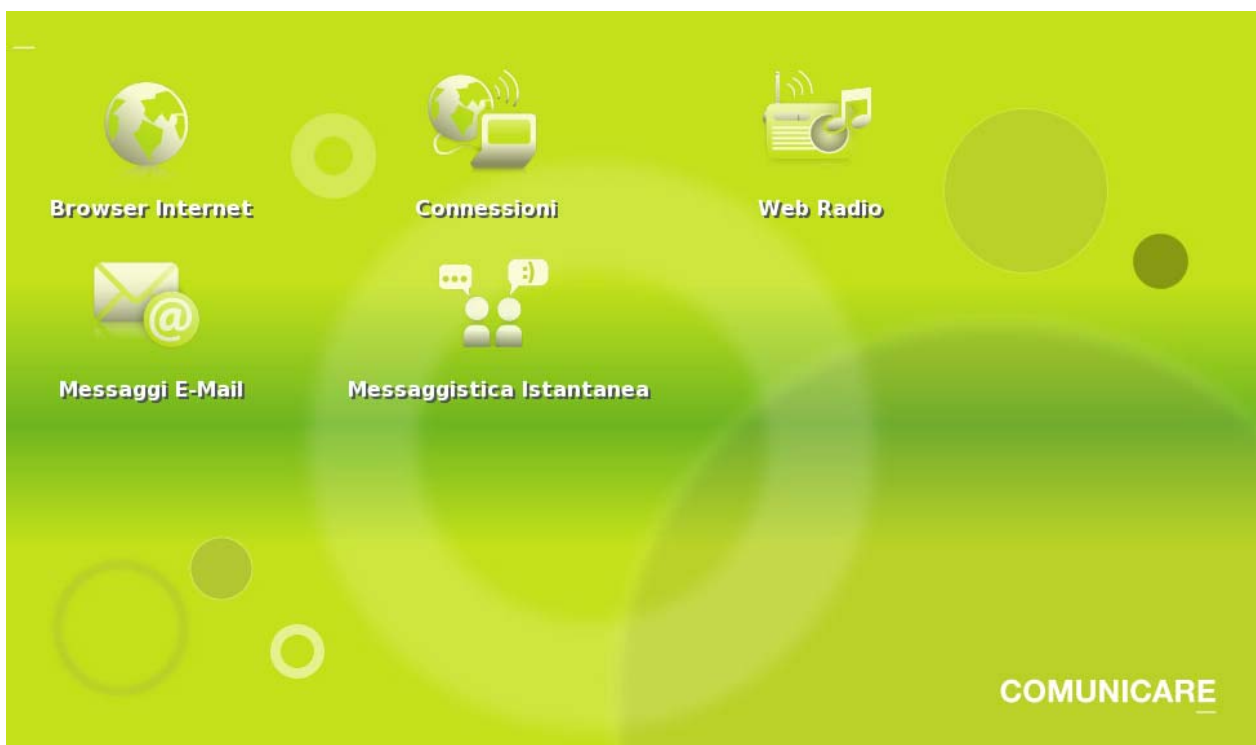 Browser Internet
Connessioni
Web Radio
@
...
:)
Messaggi E-Mail
Messaggistica Istantanea
COMUNICARE